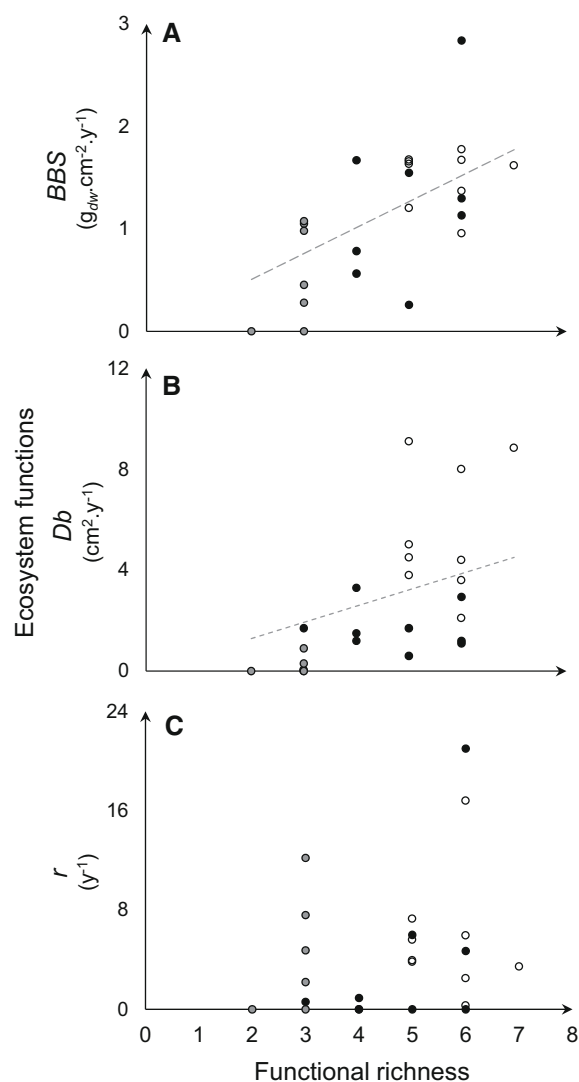 3
A
2
BBS
(g_dw.cm⁻².y⁻¹)
1
0
12
B
8
Ecosystem functions
Db
(cm².y⁻¹)
4
0
24
C
16
r
(y⁻¹)
8
0
0 1 2 3 4 5 6 7 8
Functional richness